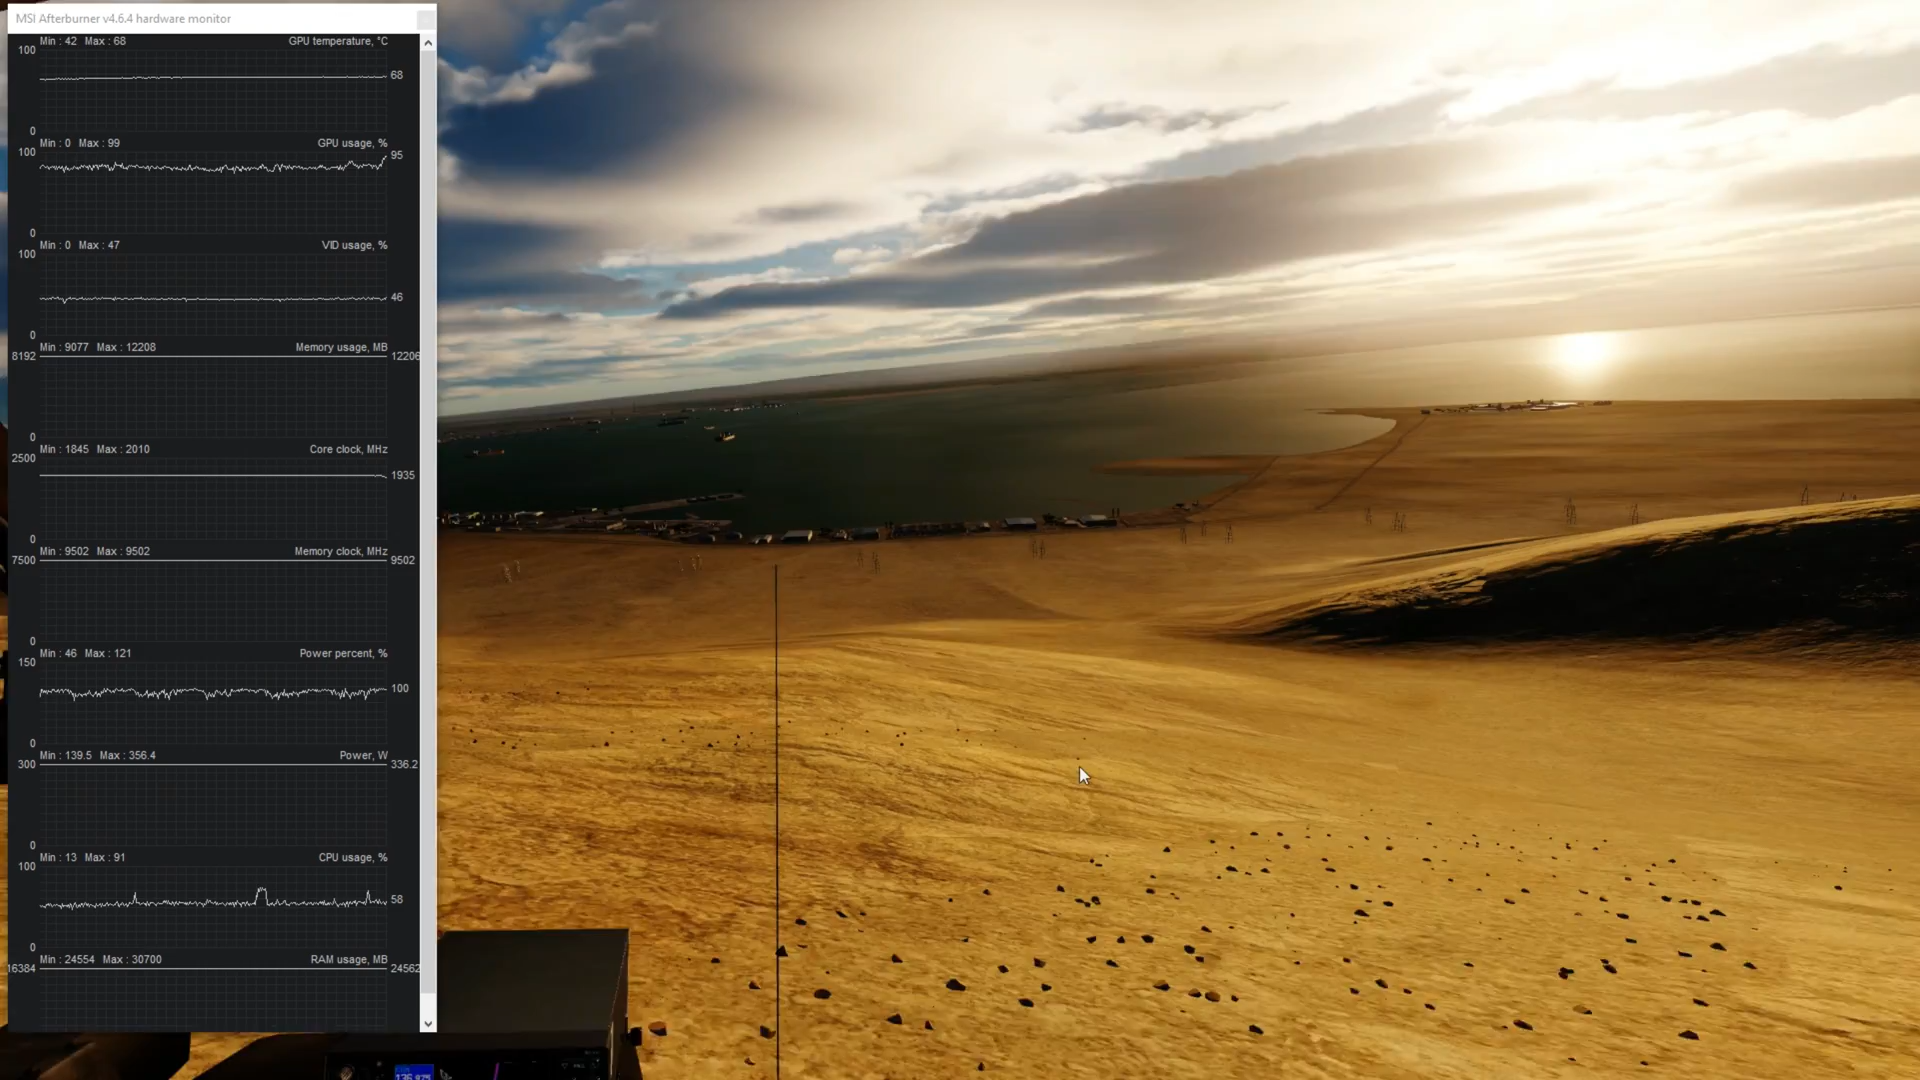 MSI Afterburner v4.6.4 hardware monitor
Min : 42 Max : 68 GPU temperature, °C
100
68
0
Min : 0 Max : 99 GPU usage, %
100
95
0
Min : 0 Max : 47 VID usage, %
100
46
0
Min : 9077 Max : 12208 Memory usage, MB
8192
12206
0
Min : 1845 Max : 2010 Core clock, MHz
2500
1935
0
Min : 9502 Max : 9502 Memory clock, MHz
7500
9502
0
Min : 46 Max : 121 Power percent, %
150
100
0
Min : 139.5 Max : 356.4 Power, W
300
336.2
0
Min : 13 Max : 91 CPU usage, %
100
58
0
Min : 24554 Max : 30700 RAM usage, MB
16384
24562